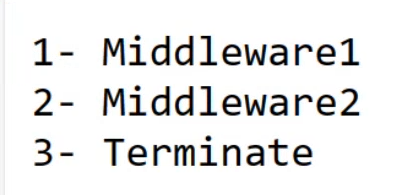 1- Middleware1
2- Middleware2
3- Terminate